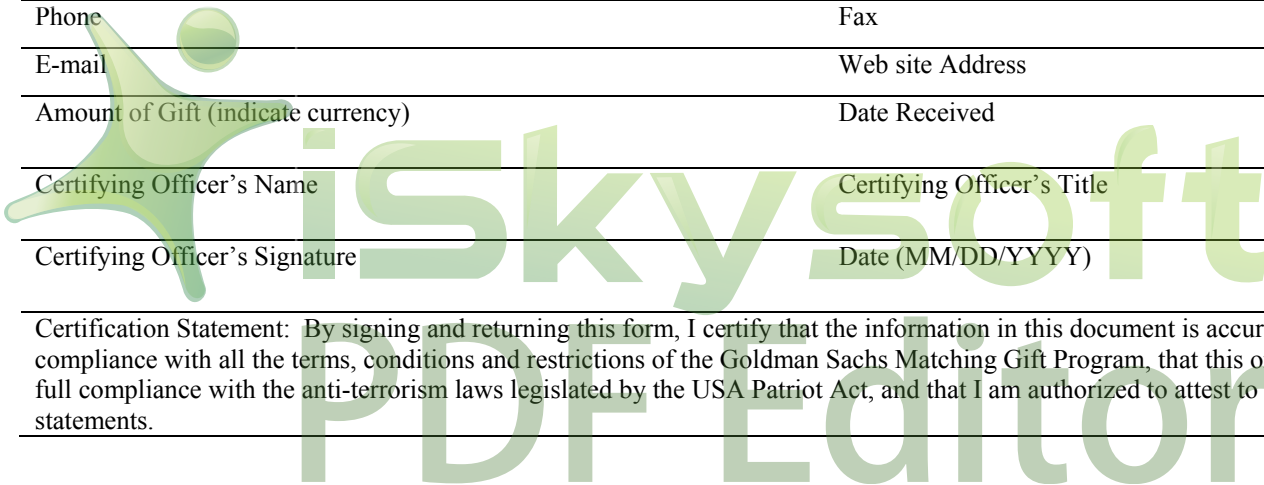 Phone Fax
E-mail Web site Address
Amount of Gift (indicate currency) Date Received
Certifying Officer’s Name Certifying Officer’s Title
Certifying Officer’s Signature Date (MM/DD/YYYY)
iSkysoft
PDF Editor
Certification Statement: By signing and returning this form, I certify that the information in this document is accur
compliance with all the terms, conditions and restrictions of the Goldman Sachs Matching Gift Program, that this o
full compliance with the anti-terrorism laws legislated by the USA Patriot Act, and that I am authorized to attest to
statements.